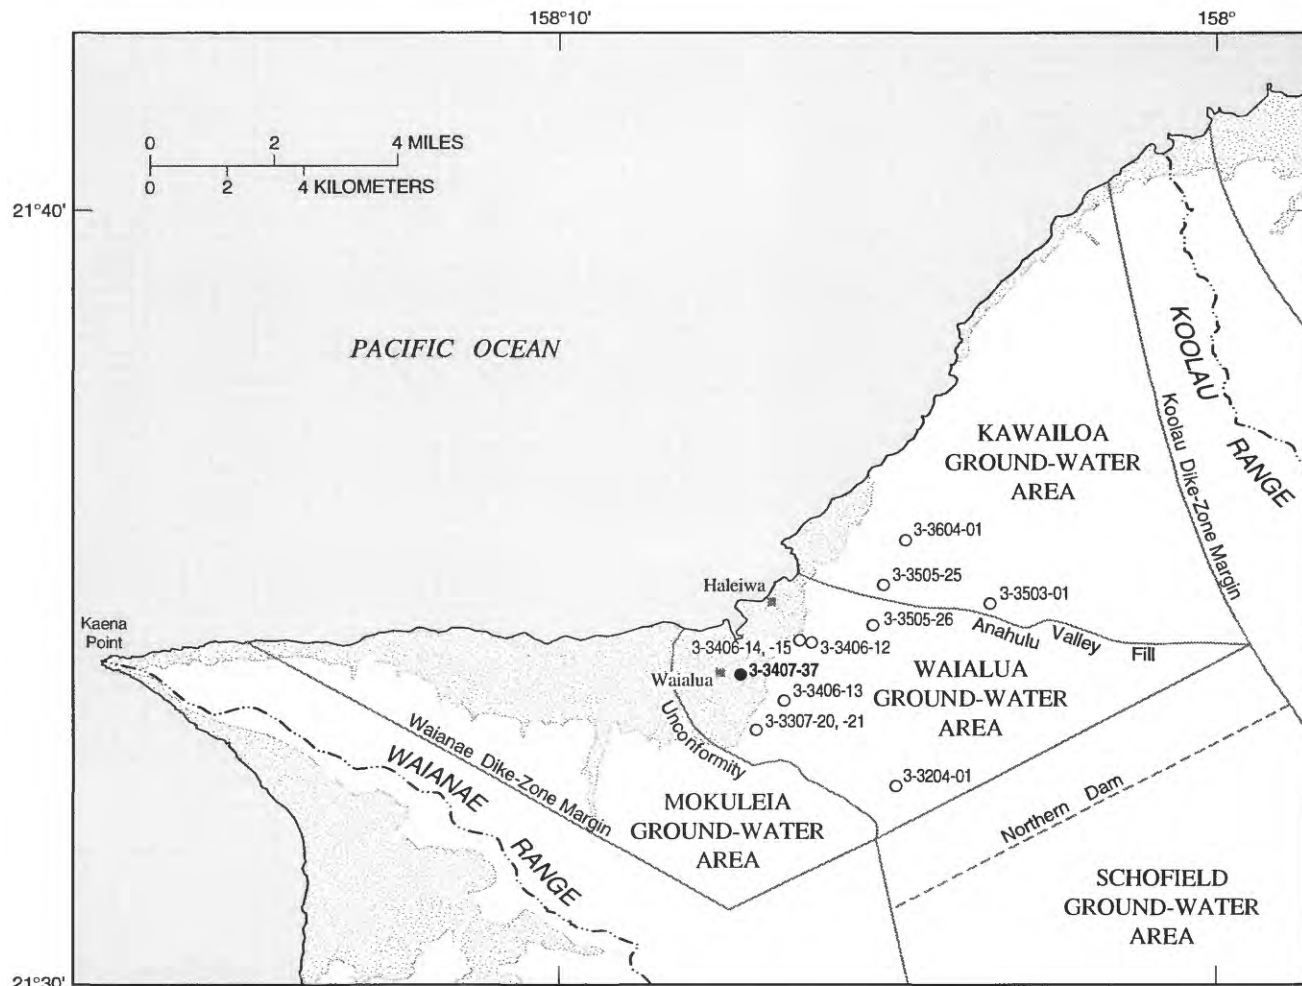 158°10'
158°
0 2 4 MILES
0 2 4 KILOMETERS
21°40'
PACIFIC OCEAN
KOOLAU
RANGE
Koolau Dike-Zone Margin
KAWAILOA
GROUND-WATER
AREA
3-3604-01
3-3505-25
3-3503-01
Haleiwa
3-3505-26
Anahulu Valley Fill
Kaena
Point
3-3406-14, -15
3-3406-12
Waialua
3-3407-37
WAIALUA
GROUND-WATER
AREA
3-3406-13
3-3307-20, -21
Unconformity
Waianae Dike-Zone Margin
WAIANAE
RANGE
3-3204-01
MOKULEIA
GROUND-WATER
AREA
Northern Dam
SCHOFIELD
GROUND-WATER
AREA
21°30'